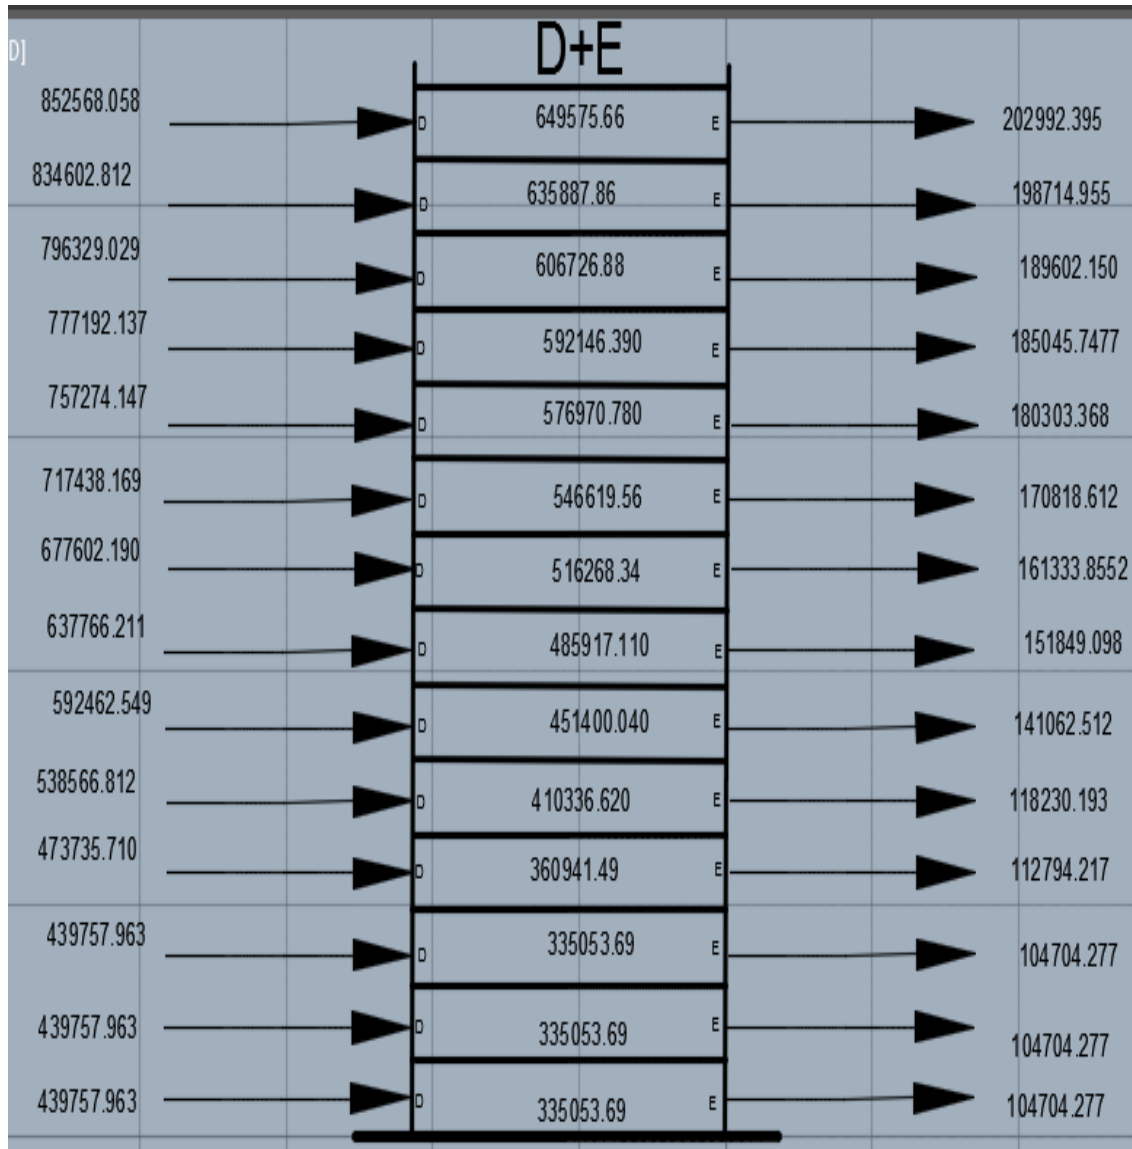 D+E
D]
852568.058 D 649575.66 E 202992.395
834602.812 D 635887.86 E 198714.955
796329.029 D 606726.88 E 189602.150
777192.137 D 592146.390 E 185045.7477
757274.147 D 576970.780 E 180303.368
717438.169 D 546619.56 E 170818.612
677602.190 D 516268.34 E 161333.8552
637766.211 D 485917.110 E 151849.098
592462.549 D 451400.040 E 141062.512
538566.812 D 410336.620 E 118230.193
473735.710 D 360941.49 E 112794.217
439757.963 D 335053.69 E 104704.277
439757.963 D 335053.69 E 104704.277
439757.963 D 335053.69 E 104704.277